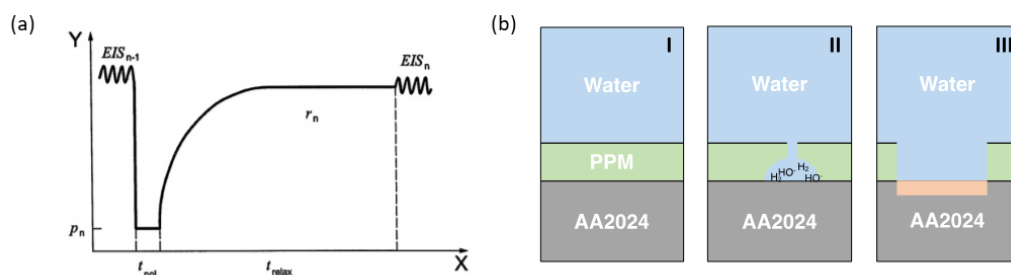 (a)
Y
EIS n-1
EIS n
r n
p n
t pol
t relax
X
(b)
I
Water
PPM
AA2024
II
Water
H2 HO- H2 HO-
AA2024
III
Water
AA2024